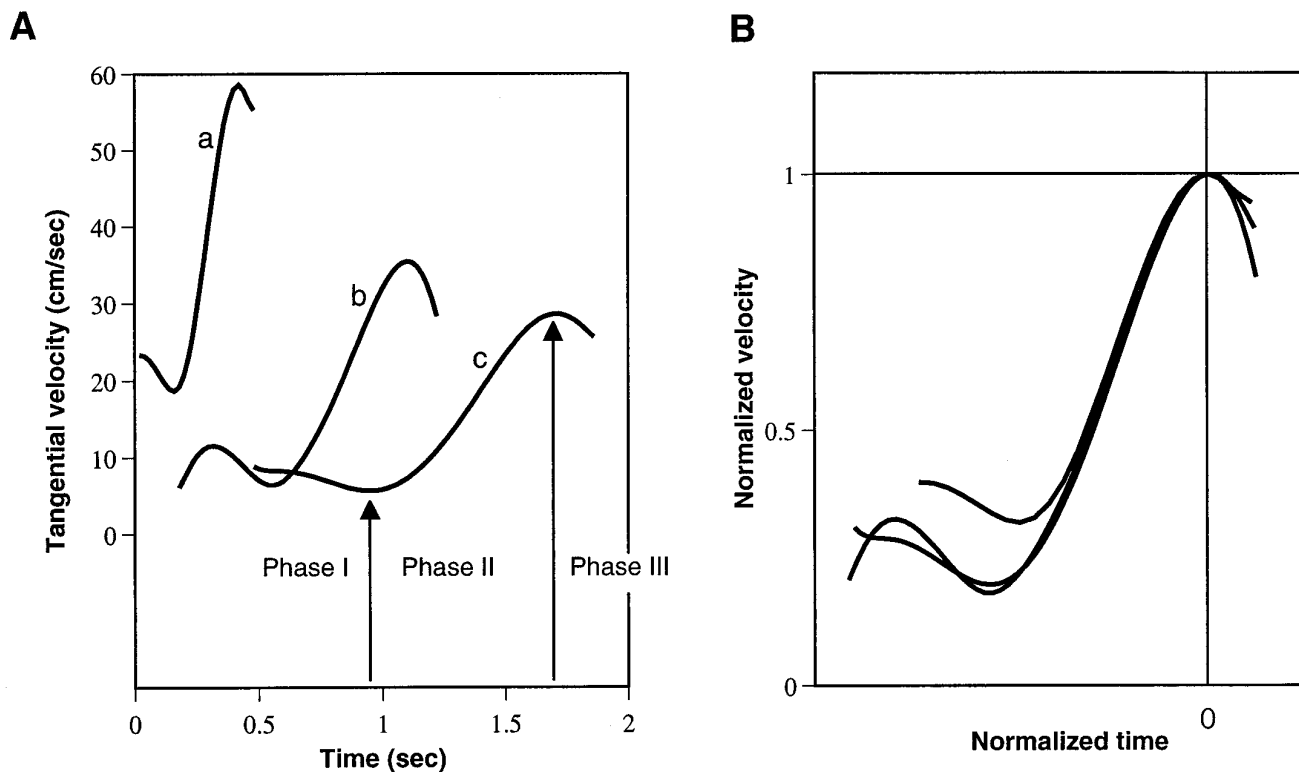 A
Tangential velocity (cm/sec)
60
50
40
30
20
10
0
a
b
c
Phase I
Phase II
Phase III
0
0.5
1
1.5
2
Time (sec)
B
Normalized velocity
1
0.5
0
0
Normalized time